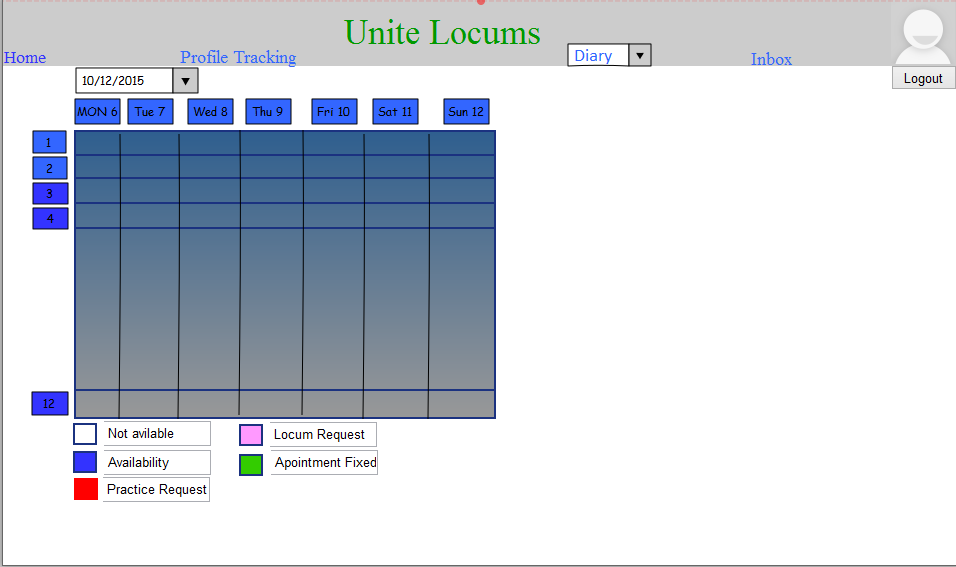 Unite Locums
Home Profile Tracking Diary Inbox
Logout
10/12/2015
MON 6 Tue 7 Wed 8 Thu 9 Fri 10 Sat 11 Sun 12
1
2
3
4
12
Not avilable Locum Request
Availability Apointment Fixed
Practice Request